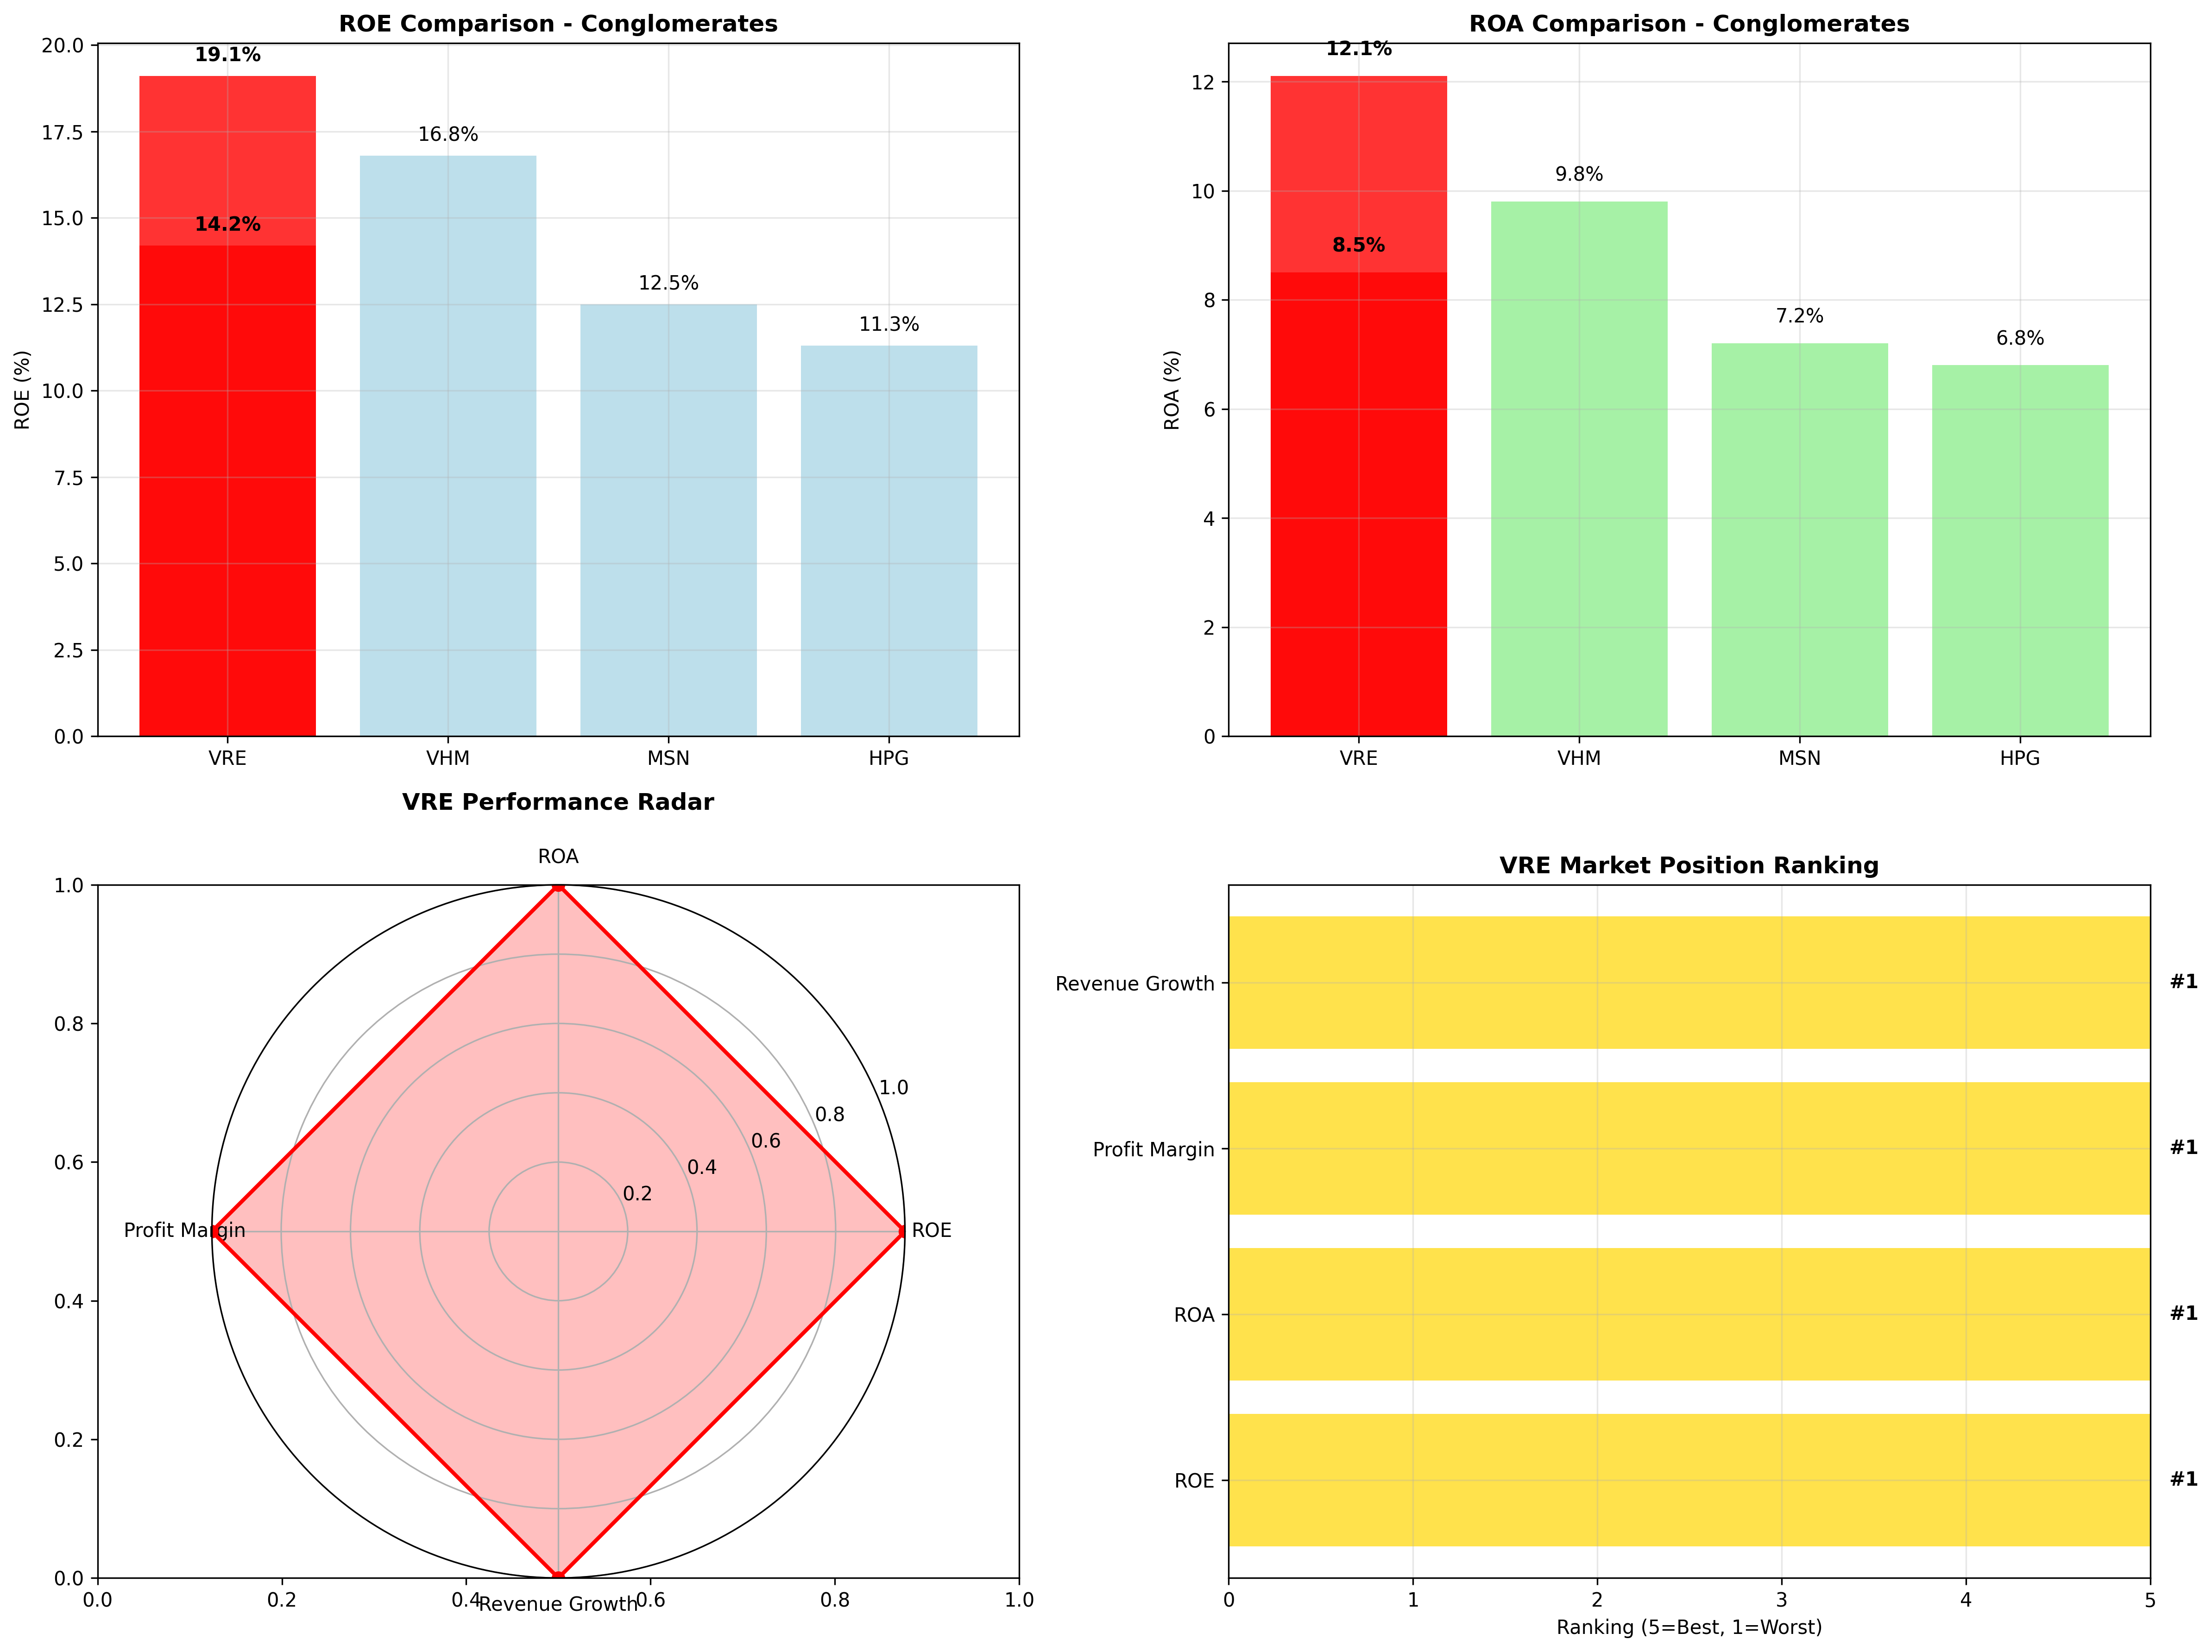 ROE Comparison - Conglomerates
20.0
17.5
15.0
12.5
10.0
7.5
5.0
2.5
0.0
ROE (%)
19.1%
14.2%
16.8%
12.5%
11.3%
VRE VHM MSN HPG
ROA Comparison - Conglomerates
12
10
8
6
4
2
0
ROA (%)
12.1%
8.5%
9.8%
7.2%
6.8%
VRE VHM MSN HPG
VRE Performance Radar
ROA
1.0
0.8
0.6
0.4
0.2
0.0
1.0
0.8
0.6
0.4
0.2
Profit Margin
ROE
0.0 0.2 0.4 0.6 0.8 1.0
Revenue Growth
VRE Market Position Ranking
Revenue Growth #1
Profit Margin #1
ROA #1
ROE #1
0 1 2 3 4 5
Ranking (5=Best, 1=Worst)